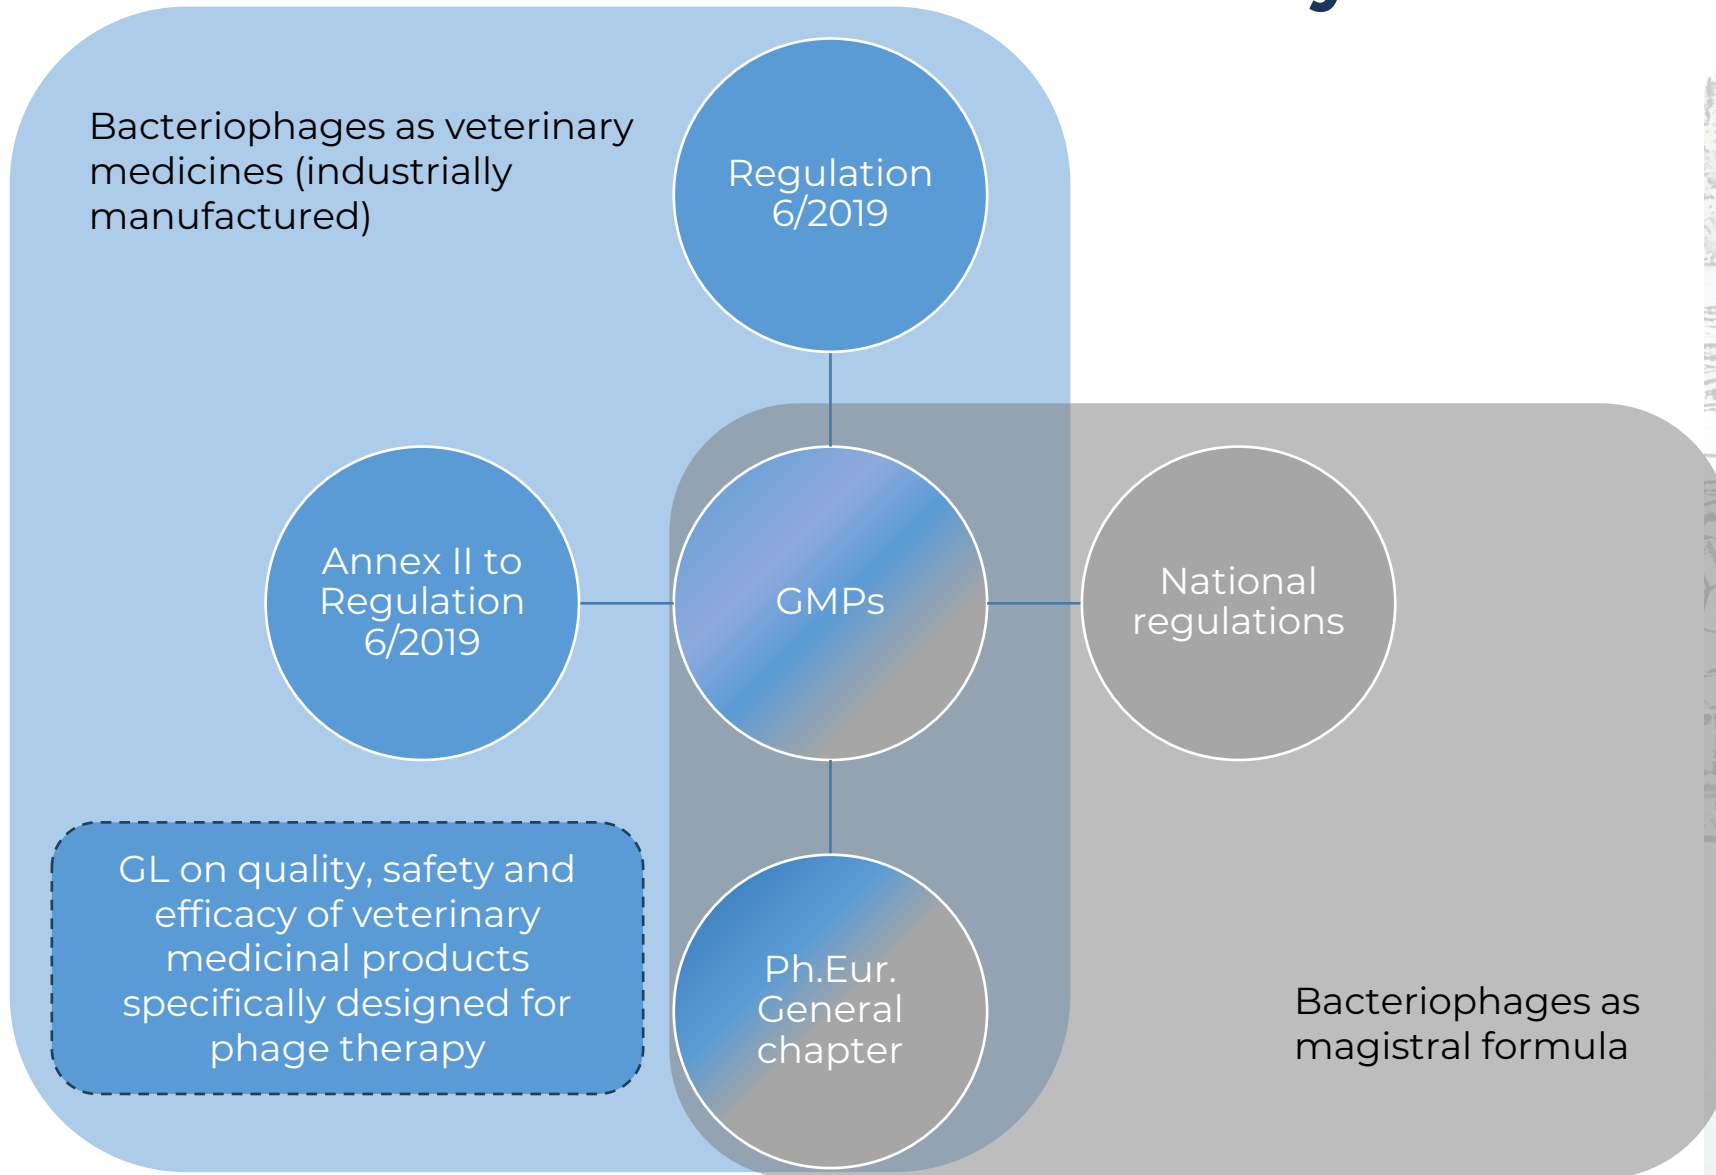 Bacteriophages as veterinary
medicines (industrially
manufactured)
Regulation
6/2019
Annex II to
Regulation
6/2019
GMPs
National
regulations
GL on quality, safety and
efficacy of veterinary
medicinal products
specifically designed for
phage therapy
Ph.Eur.
General
chapter
Bacteriophages as
magistral formula